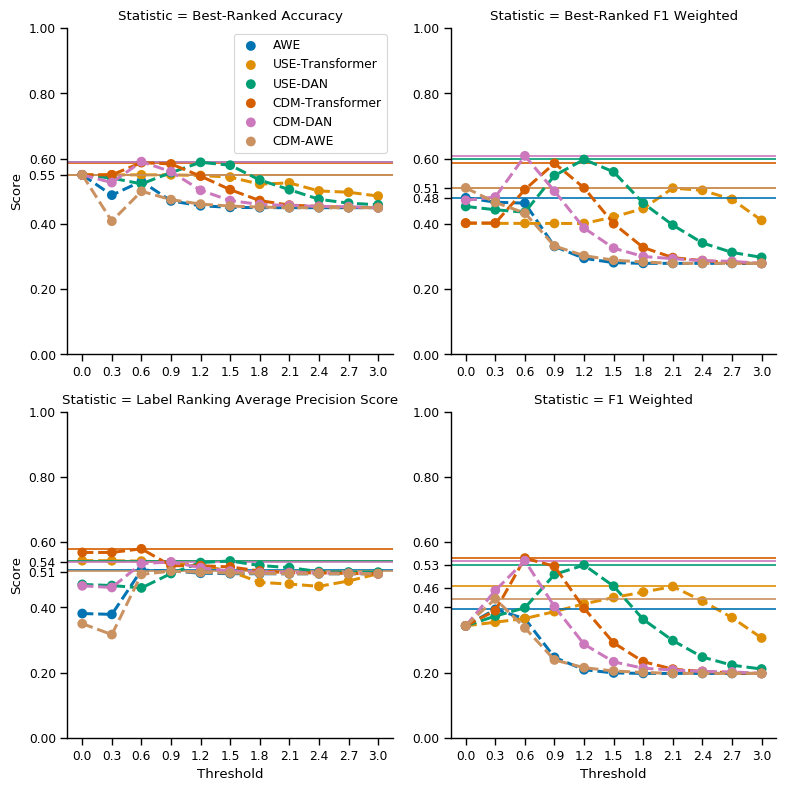 Statistic = Best-Ranked Accuracy
1.00
0.80
0.60
0.55
0.40
0.20
0.00
Score
AWE
USE-Transformer
USE-DAN
CDM-Transformer
CDM-DAN
CDM-AWE
0.0 0.3 0.6 0.9 1.2 1.5 1.8 2.1 2.4 2.7 3.0
Statistic = Best-Ranked F1 Weighted
1.00
0.80
0.60
0.51
0.48
0.40
0.20
0.00
0.0 0.3 0.6 0.9 1.2 1.5 1.8 2.1 2.4 2.7 3.0
Statistic = Label Ranking Average Precision Score
1.00
0.80
0.60
0.54
0.51
0.40
0.20
0.00
Score
0.0 0.3 0.6 0.9 1.2 1.5 1.8 2.1 2.4 2.7 3.0
Threshold
Statistic = F1 Weighted
1.00
0.80
0.60
0.53
0.46
0.40
0.20
0.00
0.0 0.3 0.6 0.9 1.2 1.5 1.8 2.1 2.4 2.7 3.0
Threshold